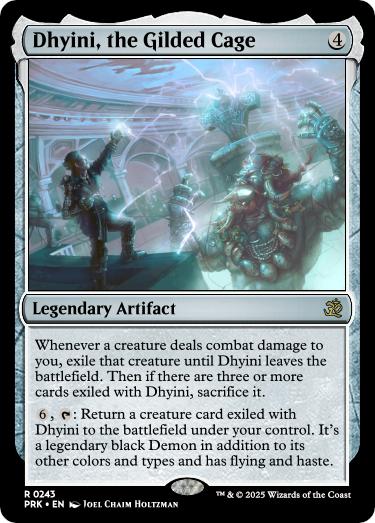 Dhyini, the Gilded Cage 4
Legendary Artifact
Whenever a creature deals combat damage to
you, exile that creature until Dhyini leaves the
battlefield. Then if there are three or more
cards exiled with Dhyini, sacrifice it.
6, : Return a creature card exiled with
Dhyini to the battlefield under your control. It's
a legendary black Demon in addition to its
other colors and types and has flying and haste.
R 0243
PRK • EN Joel Chaim Holtzman
™ & © 2025 Wizards of the Coast